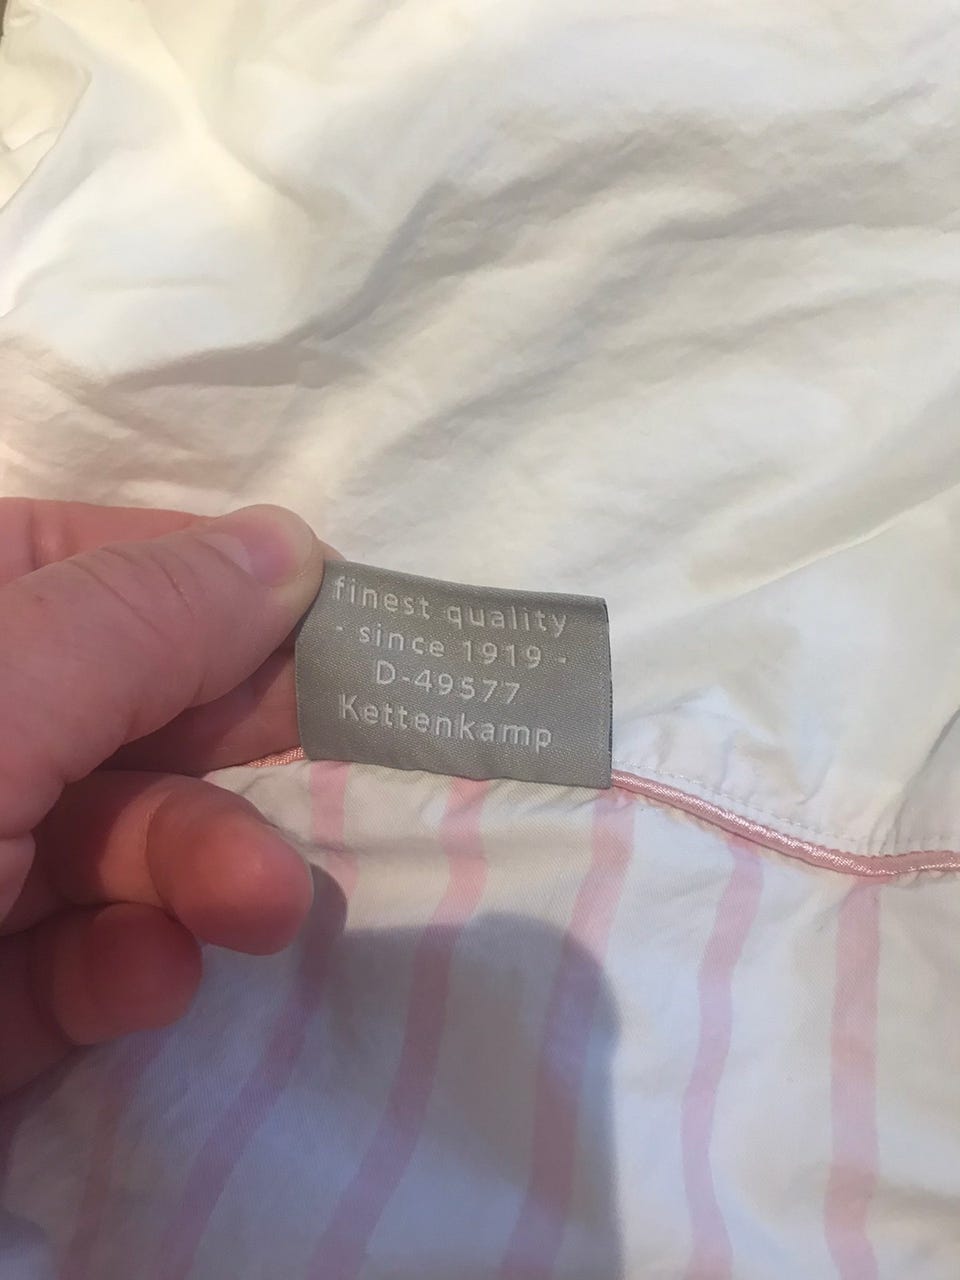 finest quality
- since 1919 -
D-49577
Kettenkamp